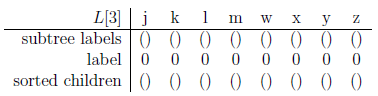 L[3] j k l m w x y z
subtree labels () () () () () () () ()
label 0 0 0 0 0 0 0 0
sorted children () () () () () () () ()